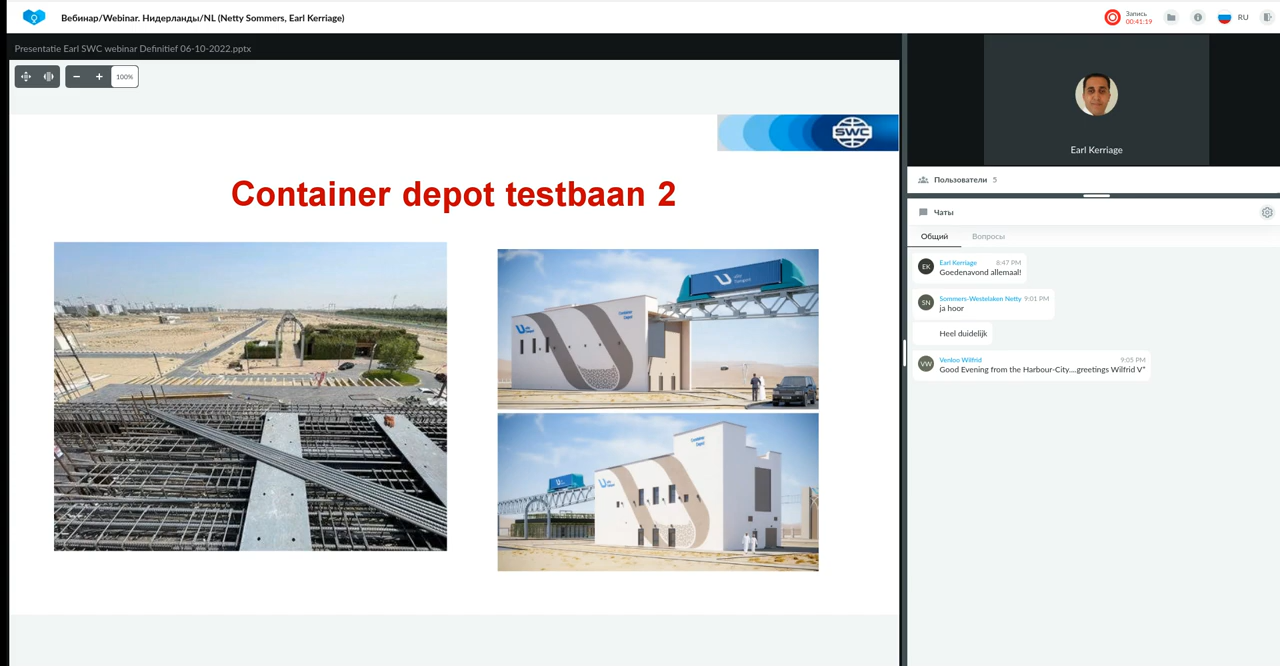 Вебинар/Webinar. Нидерланды/NL (Netty Sommers, Earl Kerriage)
Запись
00:41:19
RU
Presentatie Earl SWC webinar Definitief 06-10-2022.pptx
100%
SWC
Container depot testbaan 2
Container
Depot
Container
Depot
Earl Kerriage
Пользователи 5
Чаты
Общий
Вопросы
EK
Earl Kerriage 8:47 PM
Goedenavond allemaal!
SN
Sommers-Westelaken Netty 9:01 PM
ja hoor
Heel duidelijk
VW
Venloo Wilfrid 9:05 PM
Good Evening from the Harbour-City....greetings Wilfrid V"